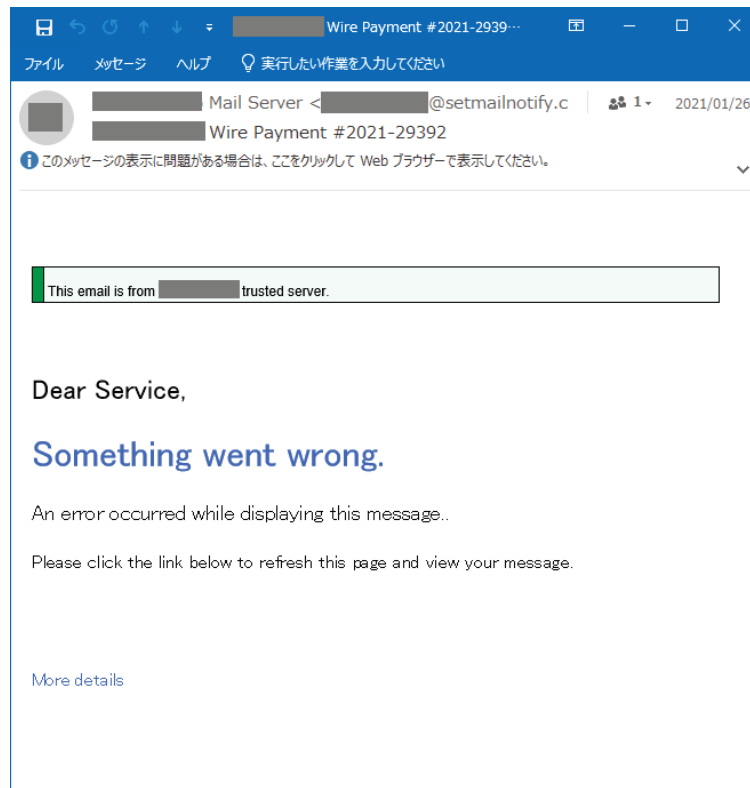 Wire Payment #2021-2939…
ファイル メッセージ ヘルプ 実行したい作業を入力してください
Mail Server < @setmailnotify.c 1 2021/01/26
Wire Payment #2021-29392
このメッセージの表示に問題がある場合は、ここをクリックして Web ブラウザーで表示してください。
This email is from trusted server.
Dear Service,
Something went wrong.
An error occurred while displaying this message..
Please click the link below to refresh this page and view your message.
More details